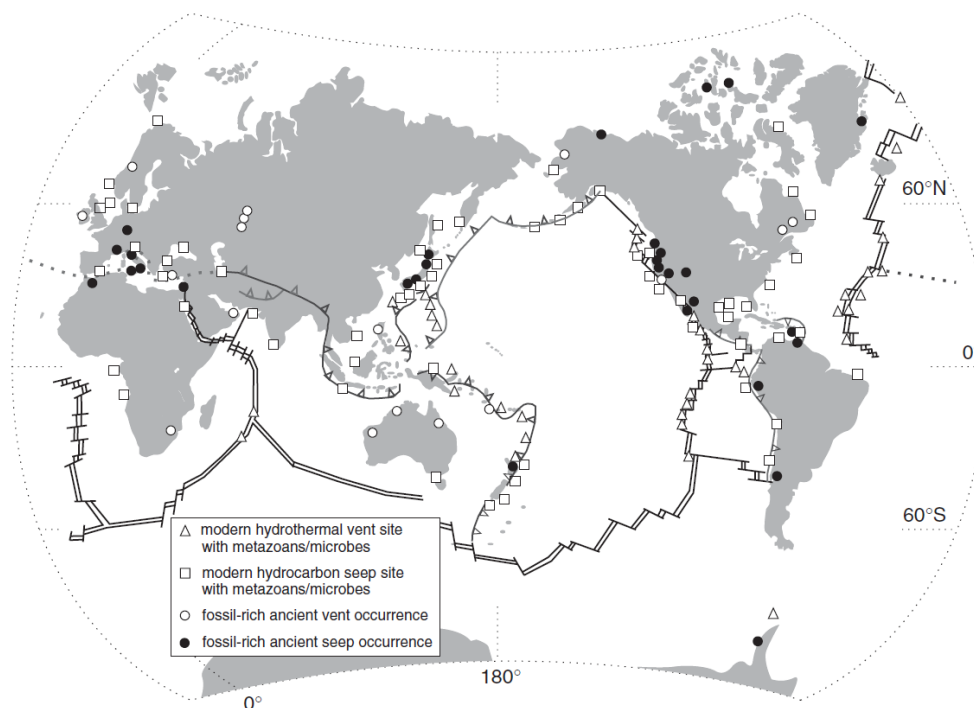 60°N
0
60°S
modern hydrothermal vent site
with metazoans/microbes
modern hydrocarbon seep site
with metazoans/microbes
fossil-rich ancient vent occurrence
fossil-rich ancient seep occurrence
180°
0°